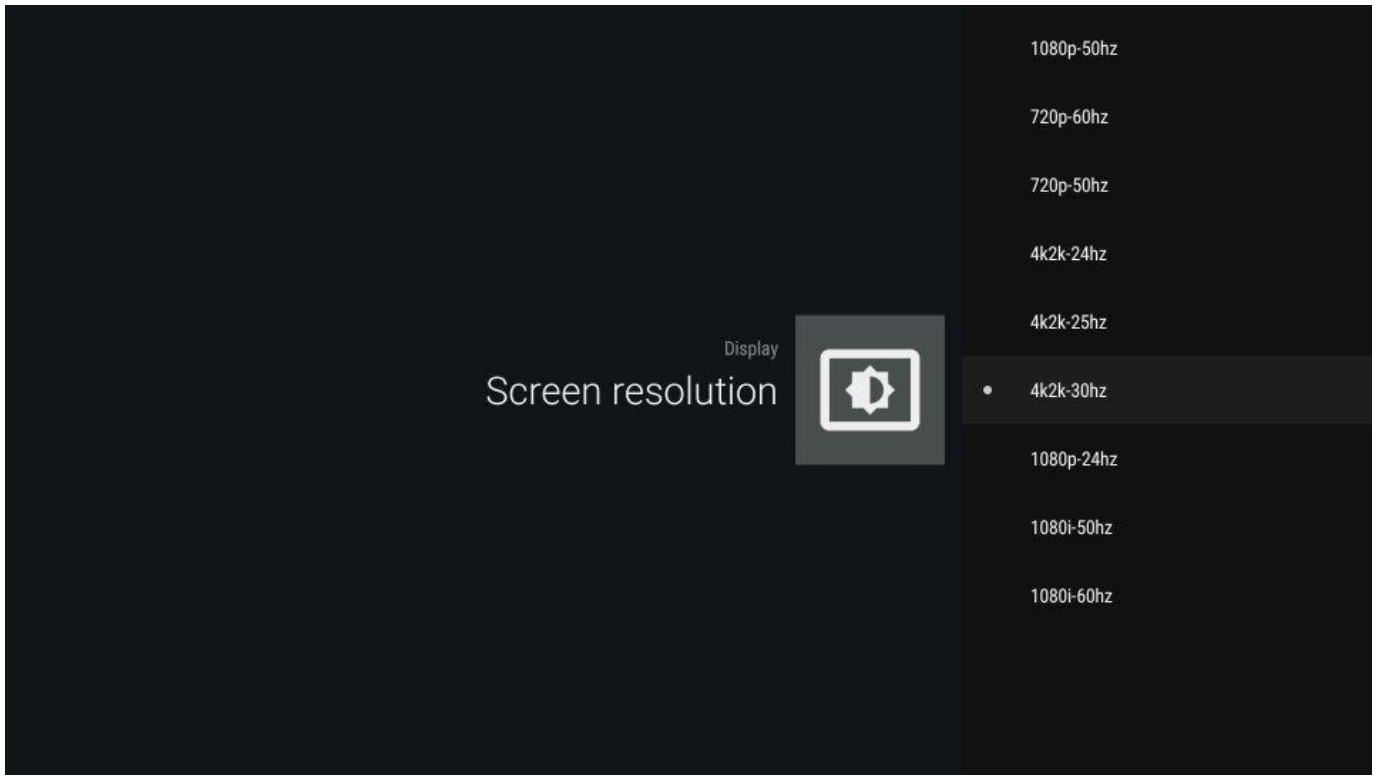 Display
Screen resolution
1080p-50hz
720p-60hz
720p-50hz
4k2k-24hz
4k2k-25hz
4k2k-30hz
1080p-24hz
1080i-50hz
1080i-60hz